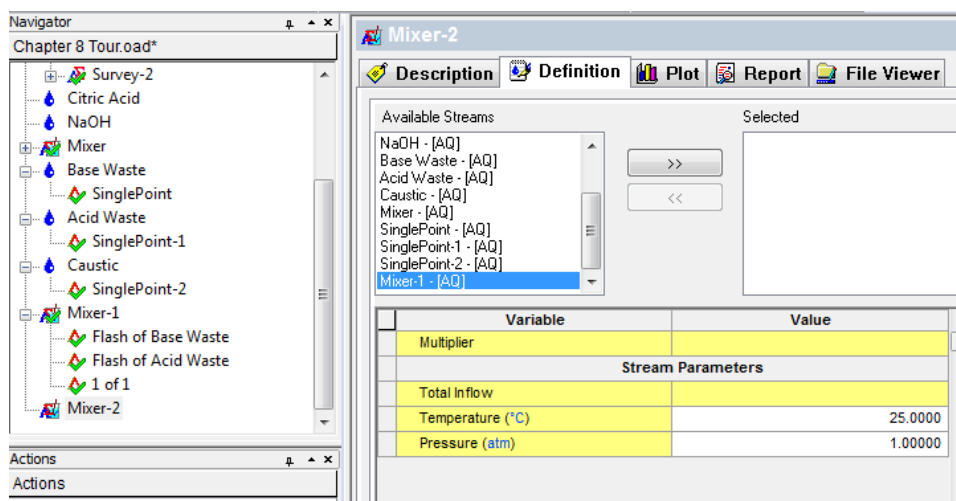 Navigator
Chapter 8 Tour.oad*
Survey-2
Citric Acid
NaOH
Mixer
Base Waste
SinglePoint
Acid Waste
SinglePoint-1
Caustic
SinglePoint-2
Mixer-1
Flash of Base Waste
Flash of Acid Waste
1 of 1
Mixer-2
Actions
Actions
Mixer-2
Description Definition Plot Report File Viewer
Available Streams Selected
NaOH - [AQ]
Base Waste - [AQ]
Acid Waste - [AQ]
Caustic - [AQ]
Mixer - [AQ]
SinglePoint - [AQ]
SinglePoint-1 - [AQ]
SinglePoint-2 - [AQ]
Mixer-1 - [AQ]
>>
<<
Variable Value
Multiplier
Stream Parameters
Total Inflow
Temperature (°C) 25.0000
Pressure (atm) 1.00000